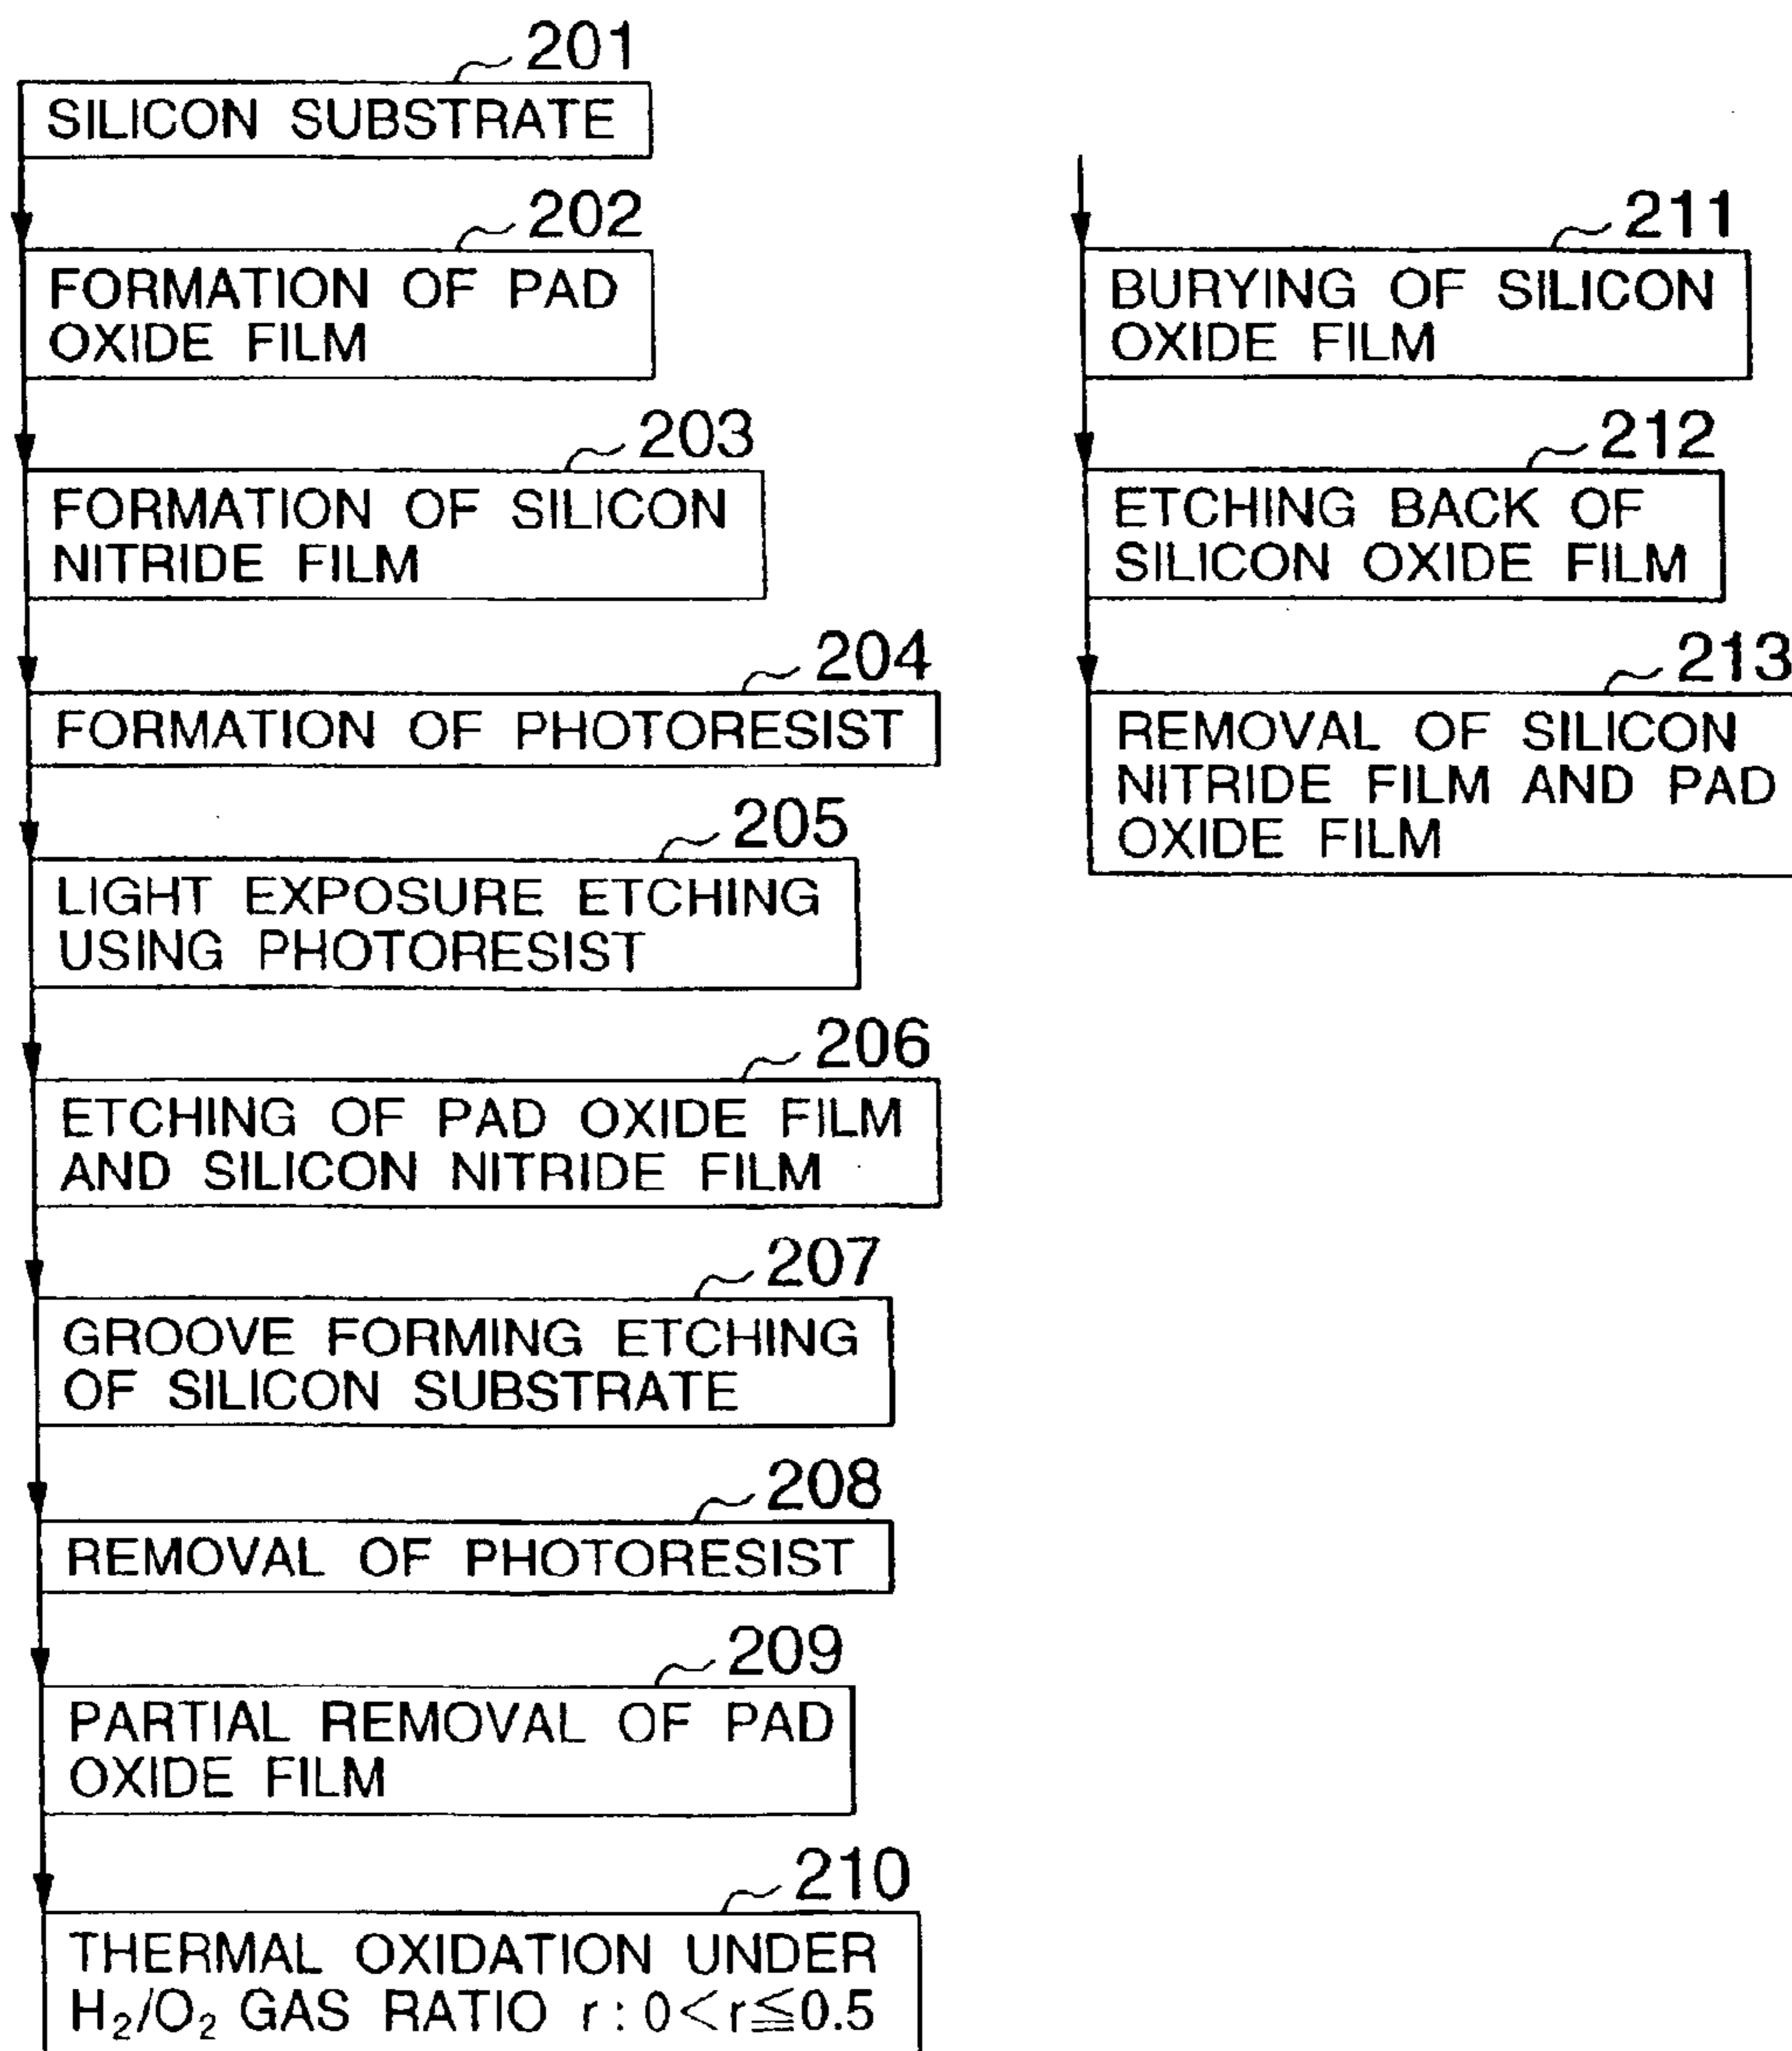 201
SILICON SUBSTRATE
202
FORMATION OF PAD
OXIDE FILM
203
FORMATION OF SILICON
NITRIDE FILM
204
FORMATION OF PHOTORESIST
205
LIGHT EXPOSURE ETCHING
USING PHOTORESIST
206
ETCHING OF PAD OXIDE FILM
AND SILICON NITRIDE FILM
207
GROOVE FORMING ETCHING
OF SILICON SUBSTRATE
208
REMOVAL OF PHOTORESIST
209
PARTIAL REMOVAL OF PAD
OXIDE FILM
210
THERMAL OXIDATION UNDER
H₂/O₂ GAS RATIO r : 0<r≦0.5
211
BURYING OF SILICON
OXIDE FILM
212
ETCHING BACK OF
SILICON OXIDE FILM
213
REMOVAL OF SILICON
NITRIDE FILM AND PAD
OXIDE FILM